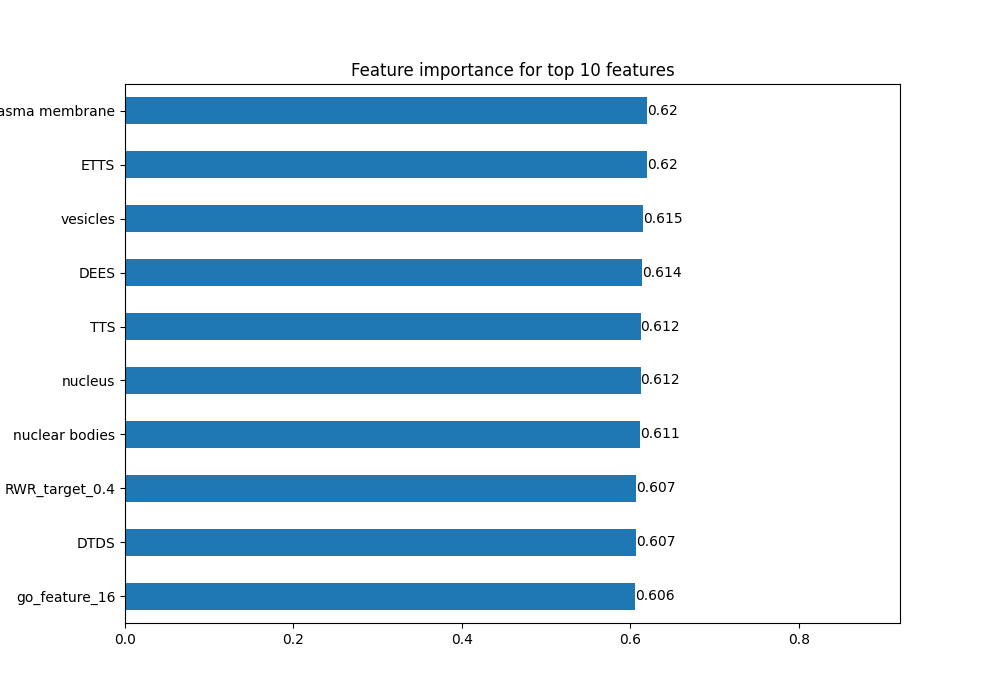 Feature importance for top 10 features
asma membrane 0.62
ETTS 0.62
vesicles 0.615
DEES 0.614
TTS 0.612
nucleus 0.612
nuclear bodies 0.611
RWR_target_0.4 0.607
DTDS 0.607
go_feature_16 0.606
0.0 0.2 0.4 0.6 0.8